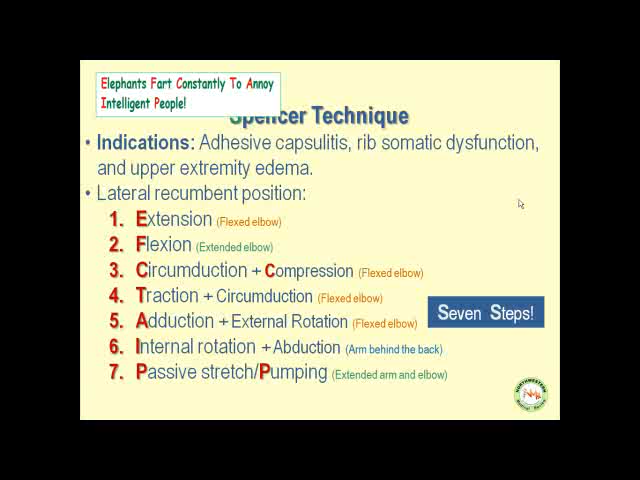 Elephants Fart Constantly To Annoy
Intelligent People!
Spencer Technique
• Indications: Adhesive capsulitis, rib somatic dysfunction,
and upper extremity edema.
• Lateral recumbent position:
1. Extension (Flexed elbow)
2. Flexion (Extended elbow)
3. Circumduction + Compression (Flexed elbow)
4. Traction + Circumduction (Flexed elbow)
5. Adduction + External Rotation (Flexed elbow)
6. Internal rotation + Abduction (Arm behind the back)
7. Passive stretch/Pumping (Extended arm and elbow)
Seven Steps!